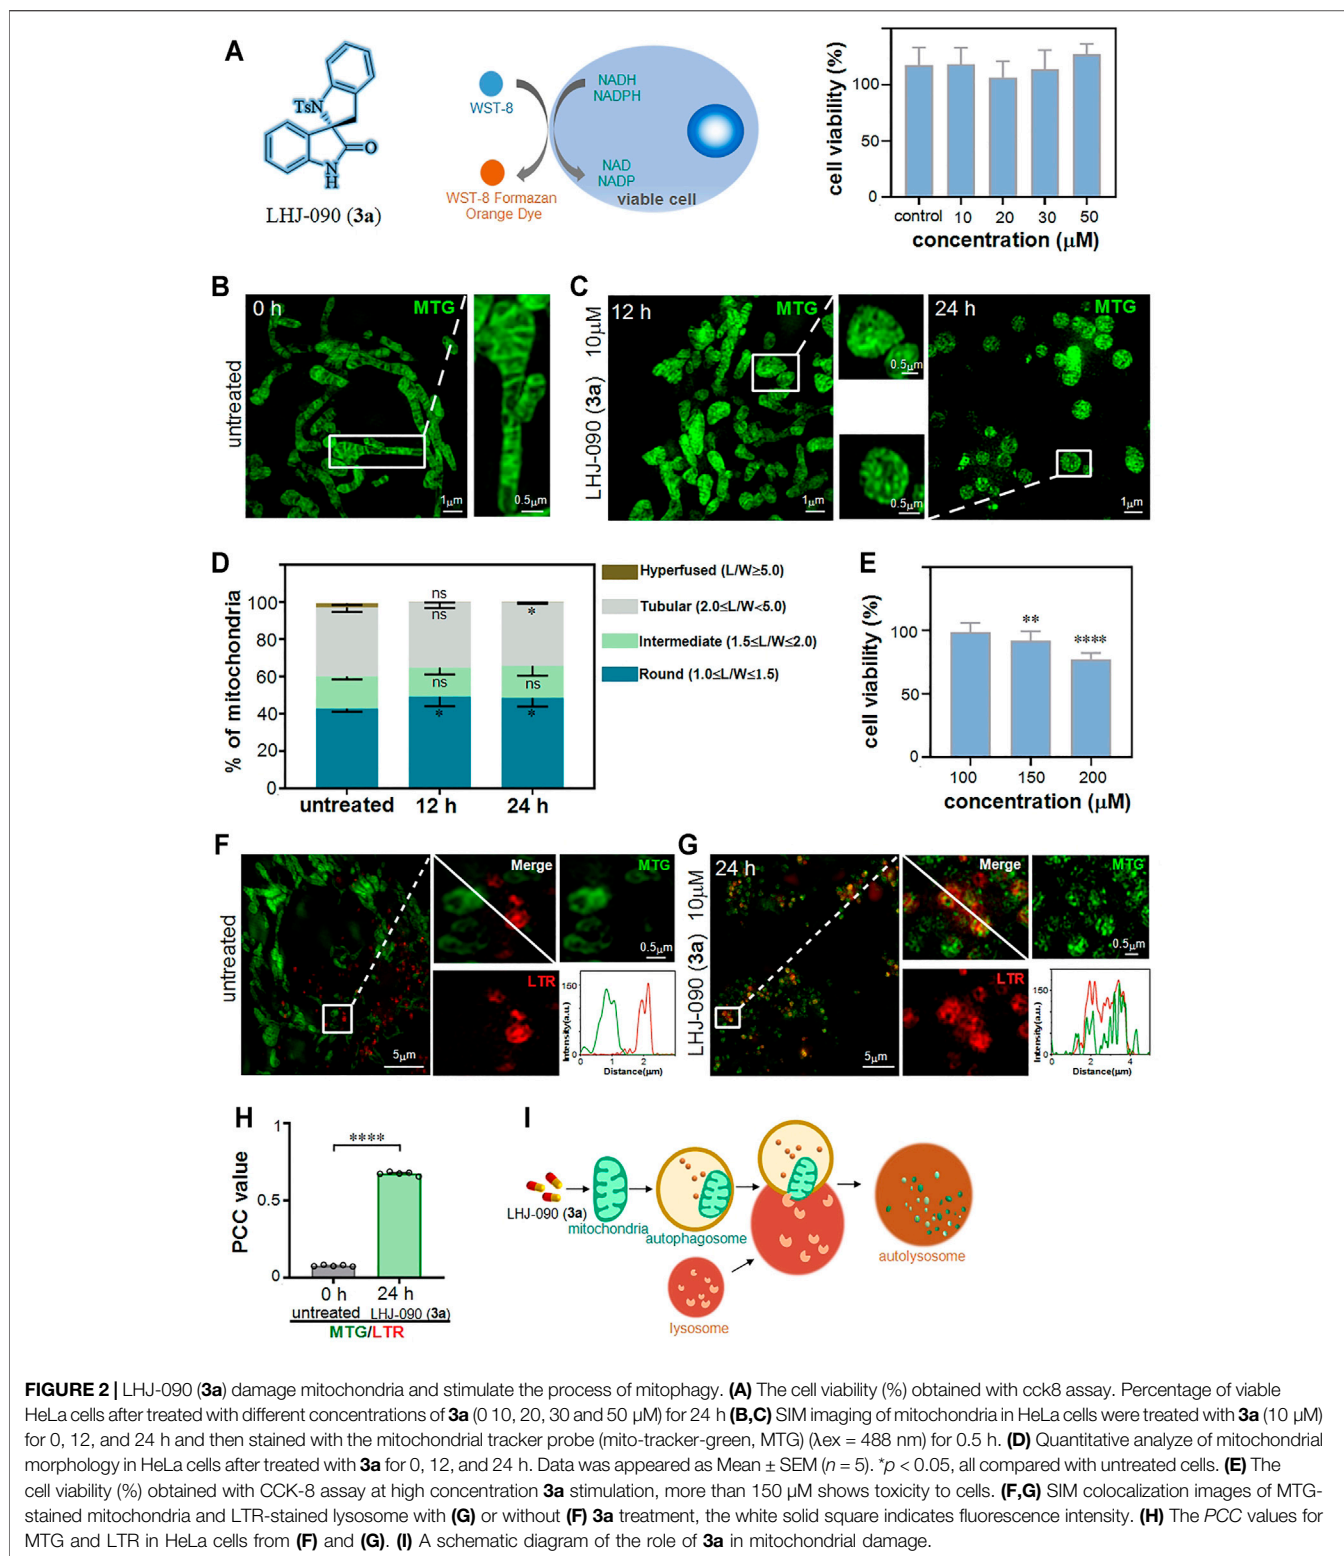 A
TsN
O
N
H
LHJ-090 (3a)
WST-8
NADH
NADPH
NAD
NADP
WST-8 Formazan
Orange Dye
viable cell
cell viability (%)
100
50
0
control 10 20 30 50
concentration (μM)
B
untreated
0 h
MTG
1μm
0.5μm
C
LHJ-090 (3a) 10μM
12 h
MTG
1μm
0.5μm
0.5μm
24 h
MTG
1μm
D
% of mitochondria
100
80
60
40
20
0
ns
ns
ns
*
*
ns
*
untreated 12 h 24 h
Hyperfused (L/W≥5.0)
Tubular (2.0≤L/W<5.0)
Intermediate (1.5≤L/W≤2.0)
Round (1.0≤L/W≤1.5)
E
cell viability (%)
100
50
0
**
****
100 150 200
concentration (μM)
F
untreated
5μm
Merge
MTG
0.5μm
LTR
Intensity(a.u.)
150
0
0 1 2
Distance(μm)
G
LHJ-090 (3a) 10μM
24 h
5μm
Merge
MTG
0.5μm
LTR
Intensity(a.u.)
150
0
0 2 4
Distance(μm)
H
PCC value
1
0.5
0
****
0 h 24 h
untreated LHJ-090 (3a)
MTG/LTR
I
LHJ-090 (3a)
mitochondria
autophagosome
lysosome
autolysosome
FIGURE 2 | LHJ-090 (3a) damage mitochondria and stimulate the process of mitophagy. (A) The cell viability (%) obtained with cck8 assay. Percentage of viable
HeLa cells after treated with different concentrations of 3a (0 10, 20, 30 and 50 μM) for 24 h (B,C) SIM imaging of mitochondria in HeLa cells were treated with 3a (10 μM)
for 0, 12, and 24 h and then stained with the mitochondrial tracker probe (mito-tracker-green, MTG) (λex = 488 nm) for 0.5 h. (D) Quantitative analyze of mitochondrial
morphology in HeLa cells after treated with 3a for 0, 12, and 24 h. Data was appeared as Mean ± SEM (n = 5). *p < 0.05, all compared with untreated cells. (E) The
cell viability (%) obtained with CCK-8 assay at high concentration 3a stimulation, more than 150 μM shows toxicity to cells. (F,G) SIM colocalization images of MTG-
stained mitochondria and LTR-stained lysosome with (G) or without (F) 3a treatment, the white solid square indicates fluorescence intensity. (H) The PCC values for
MTG and LTR in HeLa cells from (F) and (G). (I) A schematic diagram of the role of 3a in mitochondrial damage.